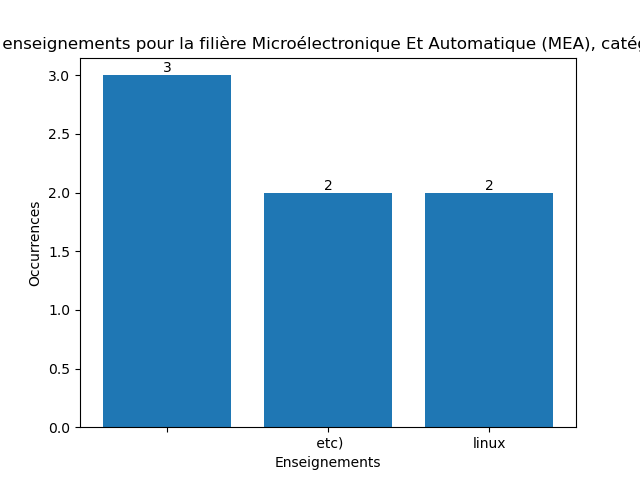 enseignements pour la filière Microélectronique Et Automatique (MEA), catég
3
2
2
3.0
2.5
2.0
1.5
1.0
0.5
0.0
Occurrences
etc)
linux
Enseignements